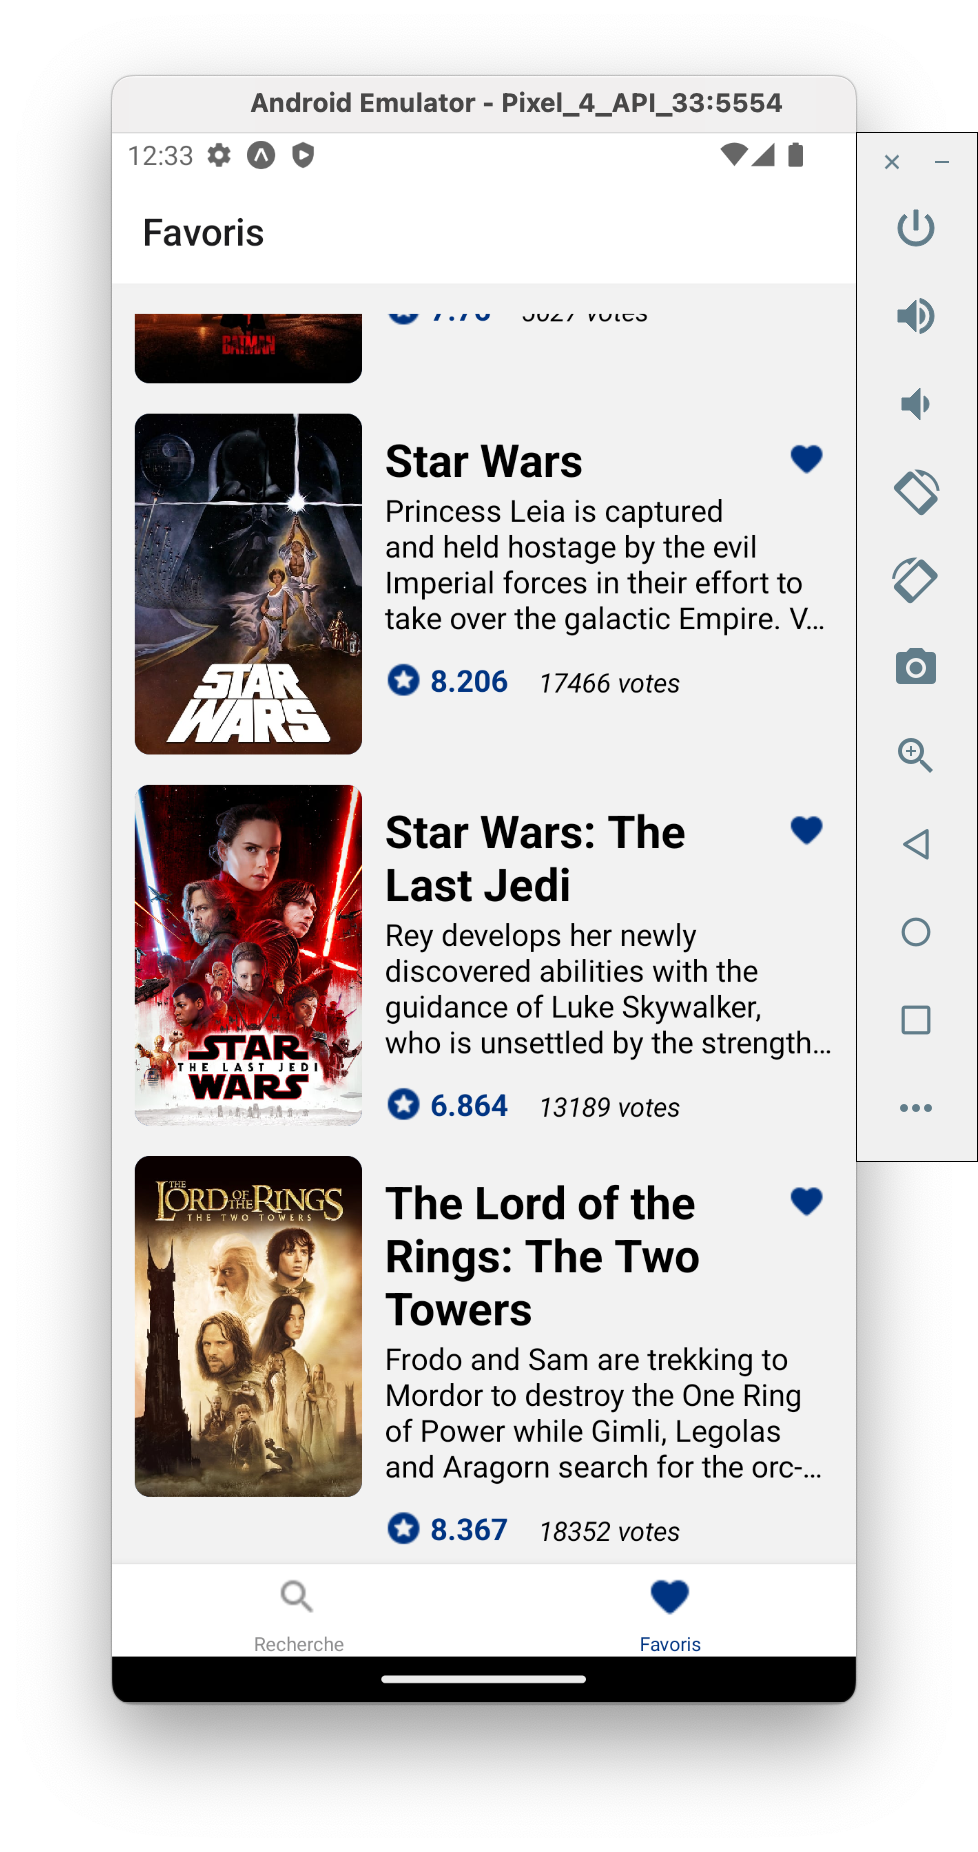 Android Emulator - Pixel_4_API_33:5554
12:33
Favoris
BATMAN
7.76 5027 votes
Star Wars
Princess Leia is captured
and held hostage by the evil
Imperial forces in their effort to
take over the galactic Empire. V...
8.206 17466 votes
STAR
WARS
Star Wars: The
Last Jedi
Rey develops her newly
discovered abilities with the
guidance of Luke Skywalker,
who is unsettled by the strength...
6.864 13189 votes
STAR
THE LAST JEDI
WARS
THE
LORD OF THE RINGS
THE TWO TOWERS
The Lord of the
Rings: The Two
Towers
Frodo and Sam are trekking to
Mordor to destroy the One Ring
of Power while Gimli, Legolas
and Aragorn search for the orc-...
8.367 18352 votes
Recherche
Favoris